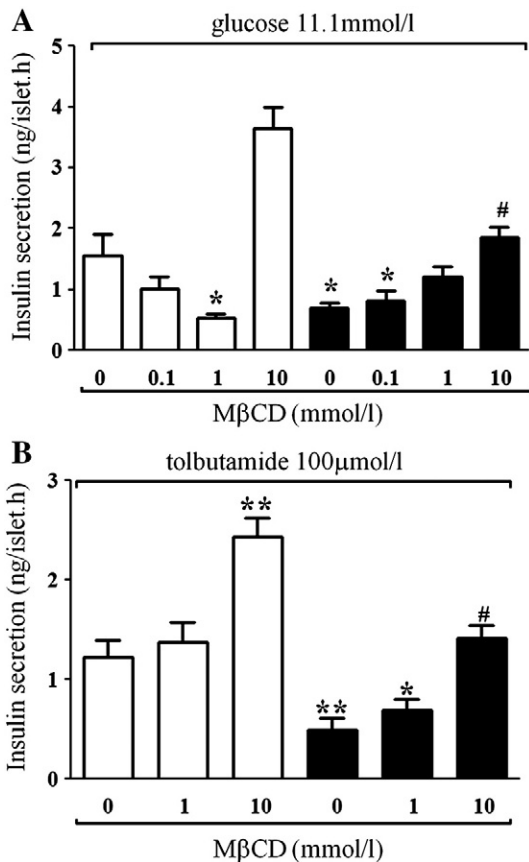 A
glucose 11.1mmol/l
Insulin secretion (ng/islet.h)
5
4
3
2
1
0
*
*
*
#
0 0.1 1 10 0 0.1 1 10
MβCD (mmol/l)
B
tolbutamide 100μmol/l
Insulin secretion (ng/islet.h)
3
2
1
0
**
**
*
#
0 1 10 0 1 10
MβCD (mmol/l)